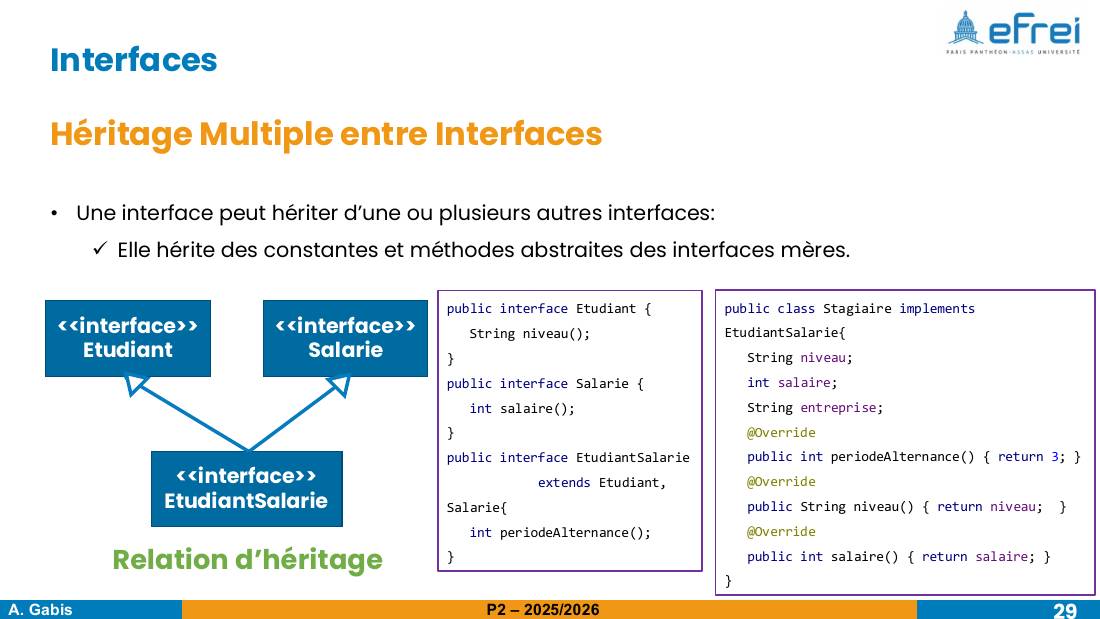 efrei
PARIS PANTHÉON-ASSAS UNIVERSITÉ
Interfaces
Héritage Multiple entre Interfaces
• Une interface peut hériter d’une ou plusieurs autres interfaces:
✓ Elle hérite des constantes et méthodes abstraites des interfaces mères.
<<interface>>
Etudiant
<<interface>>
Salarie
<<interface>>
EtudiantSalarie
Relation d’héritage
public interface Etudiant {
String niveau();
}
public interface Salarie {
int salaire();
}
public interface EtudiantSalarie
extends Etudiant,
Salarie{
int periodeAlternance();
}
public class Stagiaire implements
EtudiantSalarie{
String niveau;
int salaire;
String entreprise;
@Override
public int periodeAlternance() { return 3; }
@Override
public String niveau() { return niveau;  }
@Override
public int salaire() { return salaire; }
}
A. Gabis
P2 – 2025/2026
29